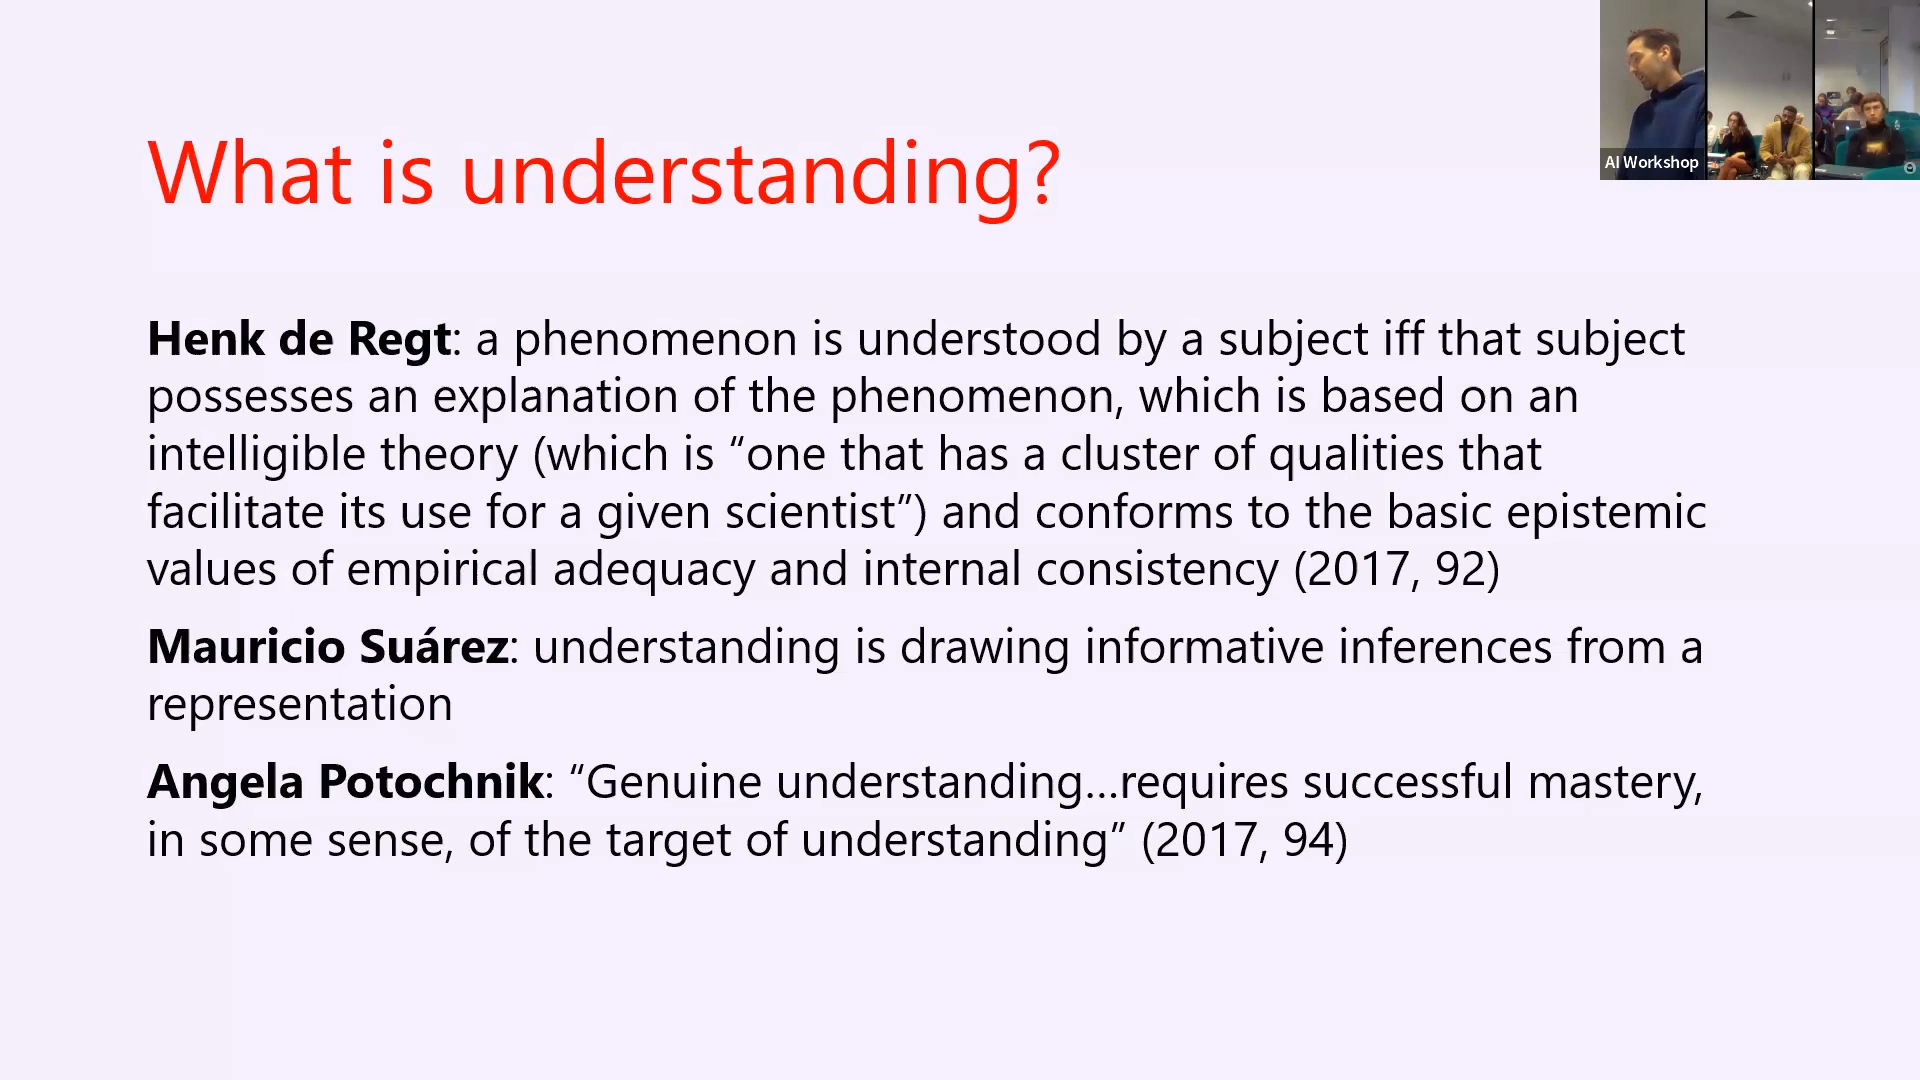 What is understanding?
AI Workshop
Henk de Regt: a phenomenon is understood by a subject iff that subject
possesses an explanation of the phenomenon, which is based on an
intelligible theory (which is “one that has a cluster of qualities that
facilitate its use for a given scientist”) and conforms to the basic epistemic
values of empirical adequacy and internal consistency (2017, 92)
Mauricio Suárez: understanding is drawing informative inferences from a
representation
Angela Potochnik: “Genuine understanding…requires successful mastery,
in some sense, of the target of understanding” (2017, 94)